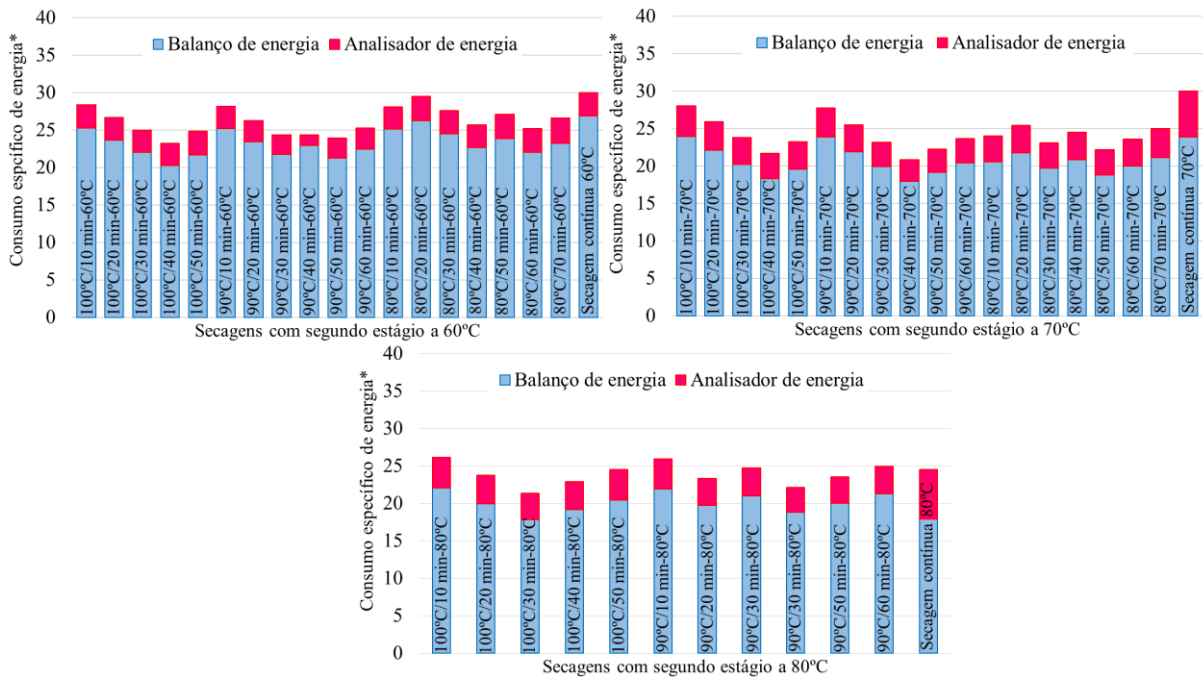 Consumo específico de energia*
40
35
30
25
20
15
10
5
0
Balanço de energia
Analisador de energia
100ºC/10 min-60ºC
100ºC/20 min-60ºC
100ºC/30 min-60ºC
100ºC/40 min-60ºC
100ºC/50 min-60ºC
90ºC/10 min-60ºC
90ºC/20 min-60ºC
90ºC/30 min-60ºC
90ºC/40 min-60ºC
90ºC/50 min-60ºC
90ºC/60 min-60ºC
80ºC/10 min-60ºC
80ºC/20 min-60ºC
80ºC/30 min-60ºC
80ºC/40 min-60ºC
80ºC/50 min-60ºC
80ºC/60 min-60ºC
80ºC/70 min-60ºC
Secagem contínua 60ºC
Secagens com segundo estágio a 60ºC
Consumo específico de energia*
40
35
30
25
20
15
10
5
0
Balanço de energia
Analisador de energia
100ºC/10 min-70ºC
100ºC/20 min-70ºC
100ºC/30 min-70ºC
100ºC/40 min-70ºC
100ºC/50 min-70ºC
90ºC/10 min-70ºC
90ºC/20 min-70ºC
90ºC/30 min-70ºC
90ºC/40 min-70ºC
90ºC/50 min-70ºC
90ºC/60 min-70ºC
80ºC/10 min-70ºC
80ºC/20 min-70ºC
80ºC/30 min-70ºC
80ºC/40 min-70ºC
80ºC/50 min-70ºC
80ºC/60 min-70ºC
80ºC/70 min-70ºC
Secagem contínua 70ºC
Secagens com segundo estágio a 70ºC
Consumo específico de energia*
40
35
30
25
20
15
10
5
0
Balanço de energia
Analisador de energia
100ºC/10 min-80ºC
100ºC/20 min-80ºC
100ºC/30 min-80ºC
100ºC/40 min-80ºC
100ºC/50 min-80ºC
90ºC/10 min-80ºC
90ºC/20 min-80ºC
90ºC/30 min-80ºC
90ºC/30 min-80ºC
90ºC/50 min-80ºC
90ºC/60 min-80ºC
Secagem contínua 80ºC
Secagens com segundo estágio a 80ºC